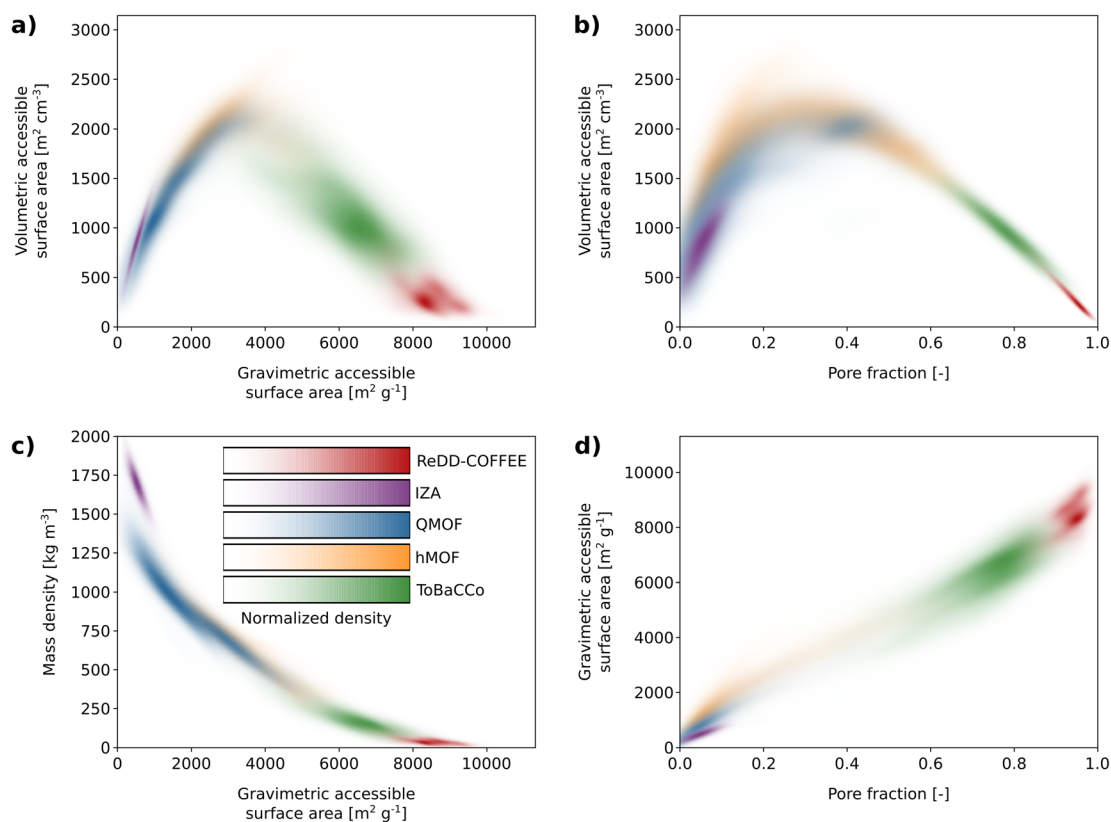 a)
3000
2500
2000
1500
1000
500
0
Volumetric accessible
surface area [m² cm⁻³]
0 2000 4000 6000 8000 10000
Gravimetric accessible
surface area [m² g⁻¹]
b)
3000
2500
2000
1500
1000
500
0
Volumetric accessible
surface area [m² cm⁻³]
0.0 0.2 0.4 0.6 0.8 1.0
Pore fraction [-]
c)
2000
1750
1500
1250
1000
750
500
250
0
Mass density [kg m⁻³]
ReDD-COFFEE
IZA
QMOF
hMOF
ToBaCCo
Normalized density
0 2000 4000 6000 8000 10000
Gravimetric accessible
surface area [m² g⁻¹]
d)
10000
8000
6000
4000
2000
0
Gravimetric accessible
surface area [m² g⁻¹]
0.0 0.2 0.4 0.6 0.8 1.0
Pore fraction [-]